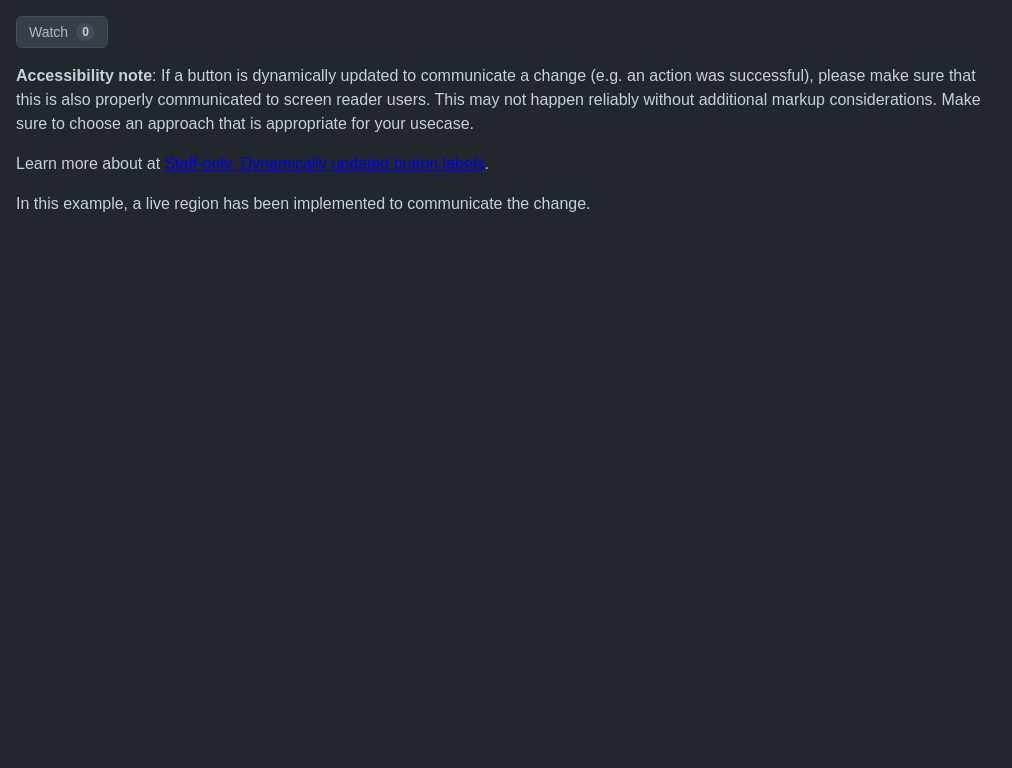 Watch 0
Accessibility note: If a button is dynamically updated to communicate a change (e.g. an action was successful), please make sure that
this is also properly communicated to screen reader users. This may not happen reliably without additional markup considerations. Make
sure to choose an approach that is appropriate for your usecase.
Learn more about at Staff-only: Dynamically updated button labels.
In this example, a live region has been implemented to communicate the change.